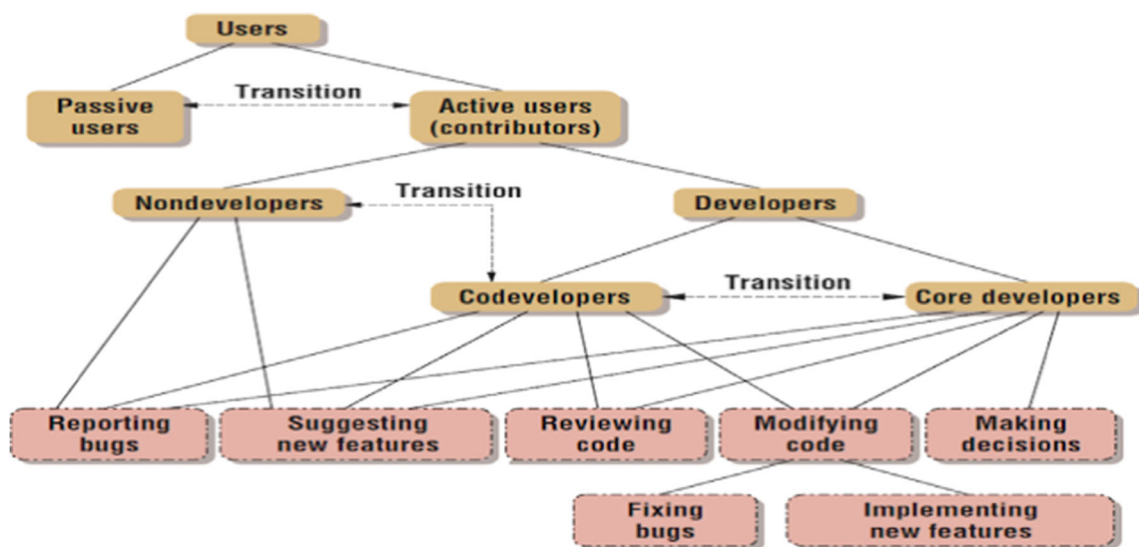 Users
Transition
Passive
users
Active users
(contributors)
Transition
Nondevelopers
Developers
Transition
Codevelopers
Core developers
Reporting
bugs
Suggesting
new features
Reviewing
code
Modifying
code
Making
decisions
Fixing
bugs
Implementing
new features